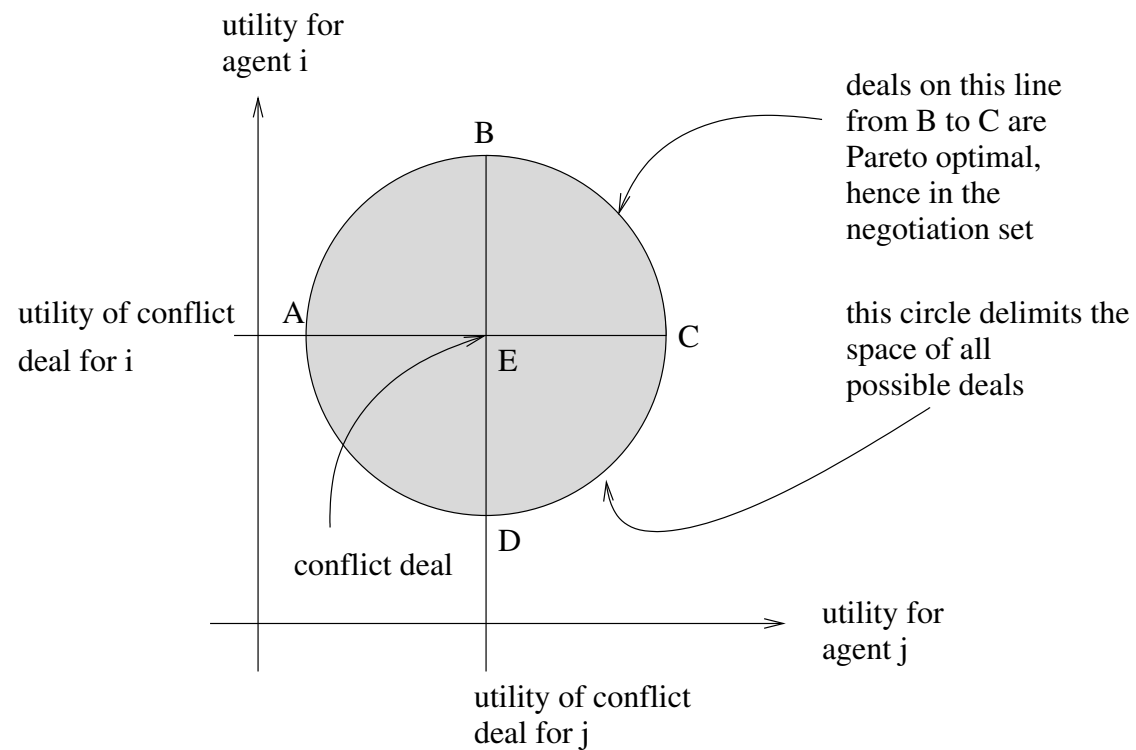 utility for
agent i
deals on this line
from B to C are
Pareto optimal,
hence in the
negotiation set
B
utility of conflict
deal for i
A
C
E
this circle delimits the
space of all
possible deals
D
conflict deal
utility for
agent j
utility of conflict
deal for j